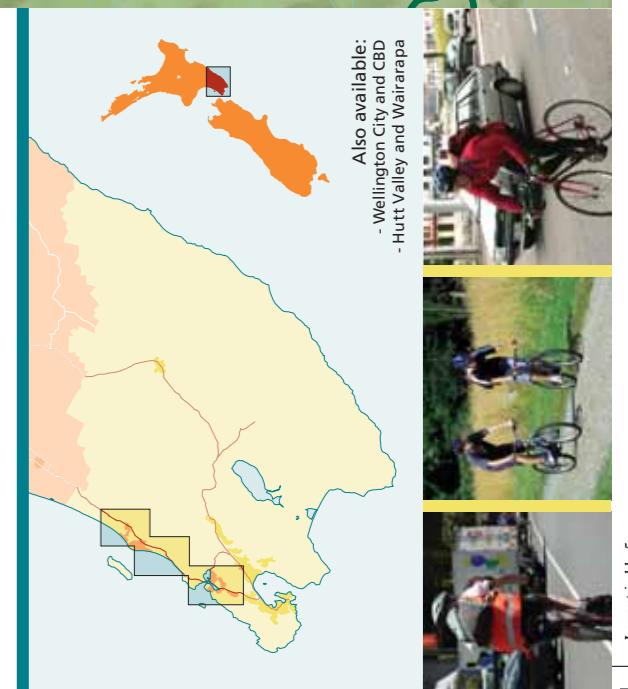 Also available:
- Wellington City and CBD
- Hutt Valley and Wairarapa